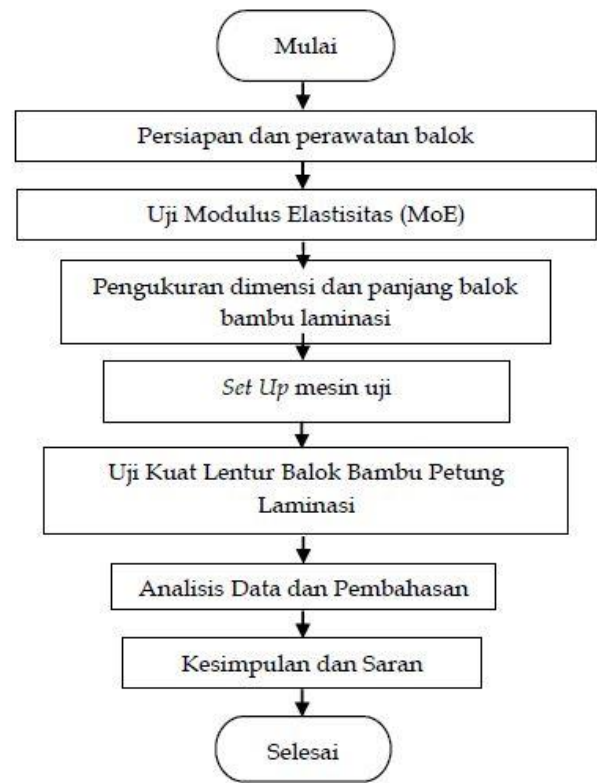 Mulai
Persiapan dan perawatan balok
Uji Modulus Elastisitas (MoE)
Pengukuran dimensi dan panjang balok
bambu laminasi
Set Up mesin uji
Uji Kuat Lentur Balok Bambu Petung
Laminasi
Analisis Data dan Pembahasan
Kesimpulan dan Saran
Selesai